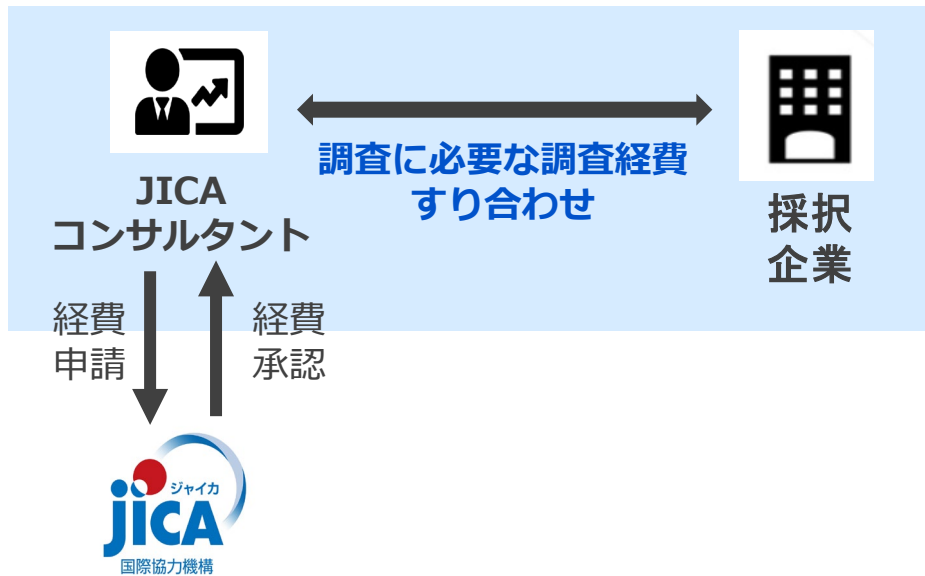 調査に必要な調査経費
すり合わせ
JICA
コンサルタント
採択
企業
経費
申請
経費
承認
ジャイカ
jICA
国際協力機構